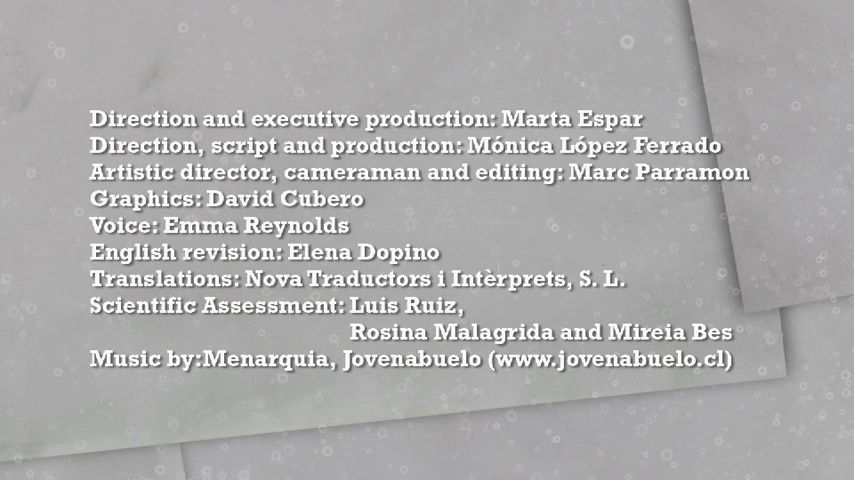 Direction and executive production: Marta Espar
Direction, script and production: Mónica López Ferrado
Artistic director, cameraman and editing: Marc Parramon
Graphics: David Cubero
Voice: Emma Reynolds
English revision: Elena Dopino
Translations: Nova Traductors i Intèrprets, S. L.
Scientific Assessment: Luis Ruiz,
Rosina Malagrida and Mireia Bes
Music by:Menarquia, Jovenabuelo (www.jovenabuelo.cl)